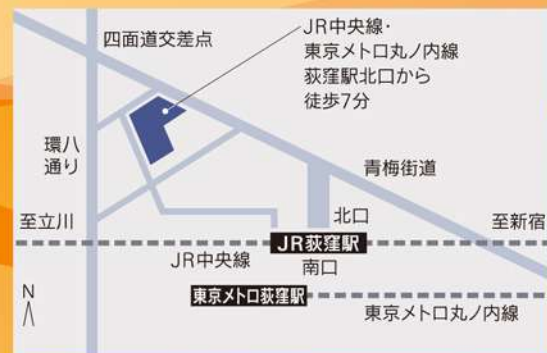 四面道交差点
JR中央線・
東京メトロ丸ノ内線
荻窪駅北口から
徒歩7分
環八
通り
青梅街道
至立川
北口
至新宿
JR荻窪駅
JR中央線
南口
N
東京メトロ荻窪駅
東京メトロ丸ノ内線